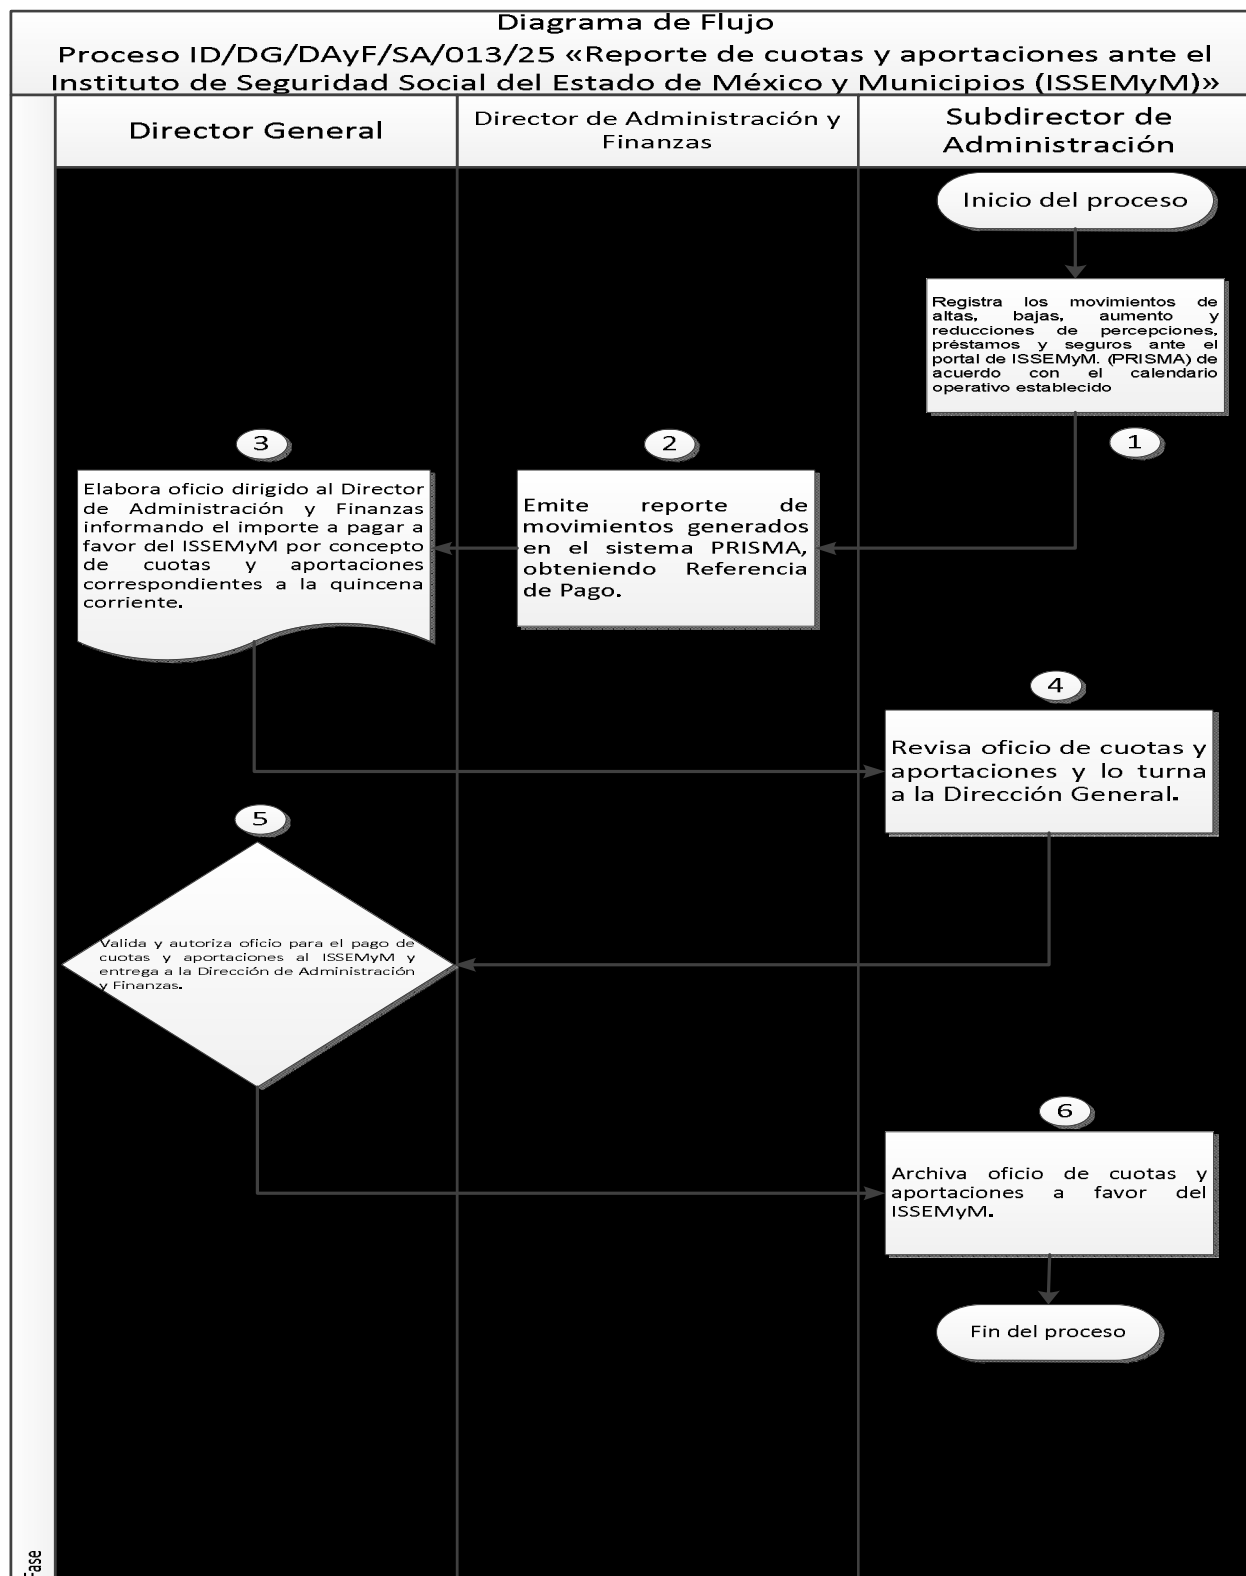 Diagrama de Flujo
Proceso ID/DG/DAyF/SA/013/25 «Reporte de cuotas y aportaciones ante el
Instituto de Seguridad Social del Estado de México y Municipios (ISSEMyM)»
Director General
Director de Administración y
Finanzas
Subdirector de
Administración
Inicio del proceso
Registra los movimientos de
altas, bajas, aumento y
reducciones de percepciones,
préstamos y seguros ante el
portal de ISSEMyM. (PRISMA) de
acuerdo con el calendario
operativo establecido
1
2
Emite reporte de
movimientos generados
en el sistema PRISMA,
obteniendo Referencia
de Pago.
3
Elabora oficio dirigido al Director
de Administración y Finanzas
informando el importe a pagar a
favor del ISSEMyM por concepto
de cuotas y aportaciones
correspondientes a la quincena
corriente.
4
Revisa oficio de cuotas y
aportaciones y lo turna
a la Dirección General.
5
Valida y autoriza oficio para el pago de
cuotas y aportaciones al ISSEMyM y
entrega a la Dirección de Administración
y Finanzas.
6
Archiva oficio de cuotas y
aportaciones a favor del
ISSEMyM.
Fin del proceso
Fase